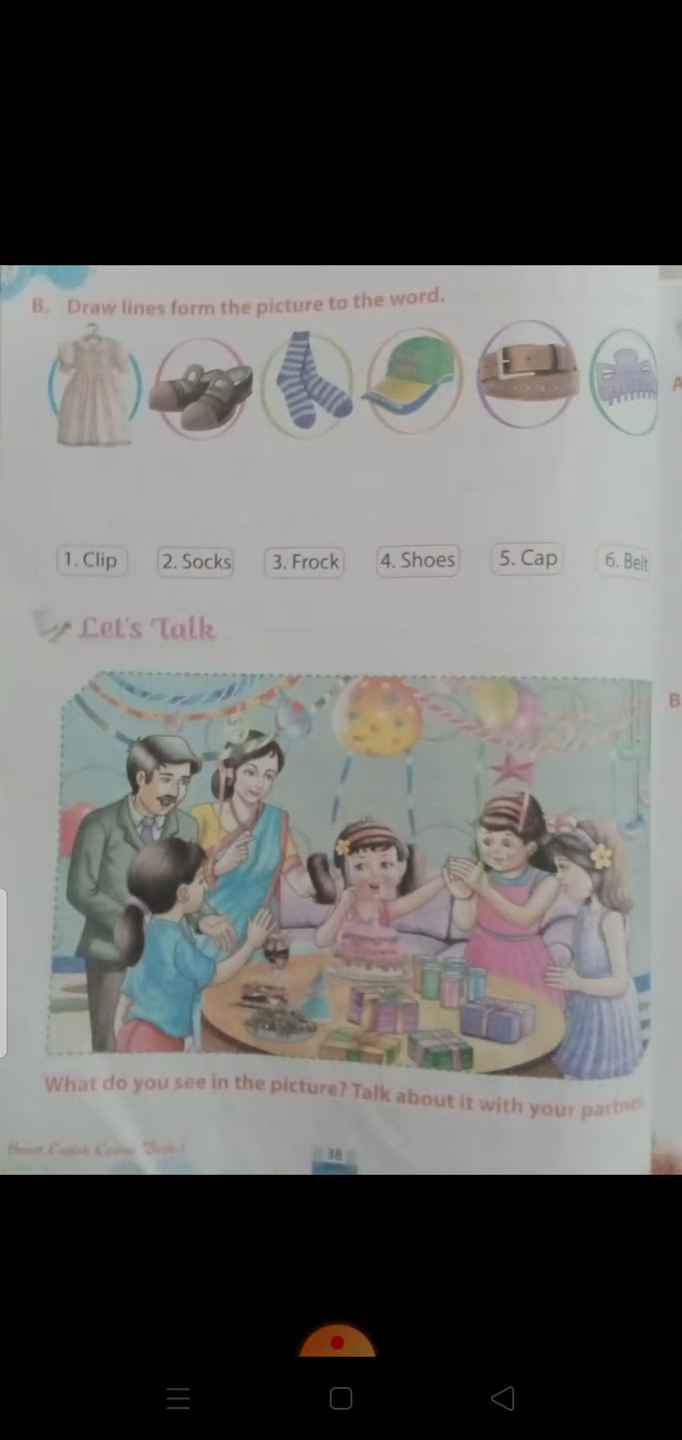 B. Draw lines form the picture to the word.
1. Clip
2. Socks
3. Frock
4. Shoes
5. Cap
6. Belt
Let's Talk
What do you see in the picture? Talk about it with your partne
38
A
B